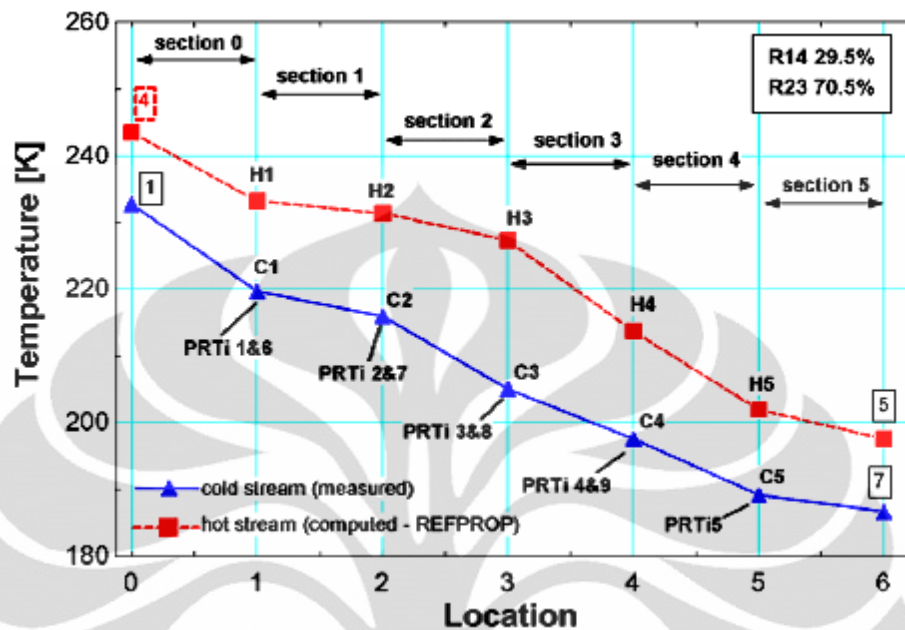 260
240
220
200
180
Temperature [K]
section 0
section 1
section 2
section 3
section 4
section 5
R14 29.5%
R23 70.5%
4
1
H1
H2
H3
H4
H5
5
C1
C2
C3
C4
C5
7
PRTi 1&6
PRTi 2&7
PRTi 3&8
PRTi 4&9
PRTi5
cold stream (measured)
hot stream (computed - REFPROP)
0 1 2 3 4 5 6
Location